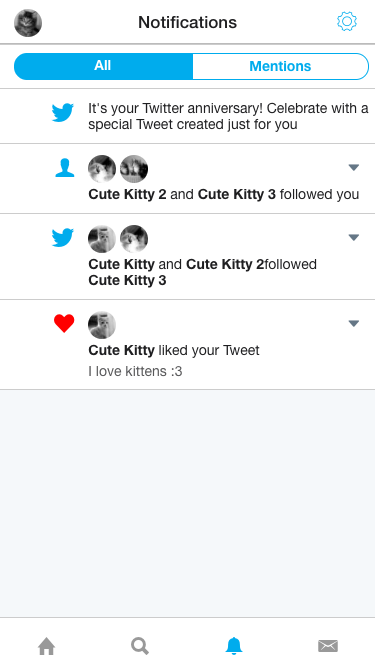 Notifications
All
Mentions
It's your Twitter anniversary! Celebrate with a
special Tweet created just for you
Cute Kitty 2 and Cute Kitty 3 followed you
Cute Kitty and Cute Kitty 2followed
Cute Kitty 3
Cute Kitty liked your Tweet
I love kittens :3